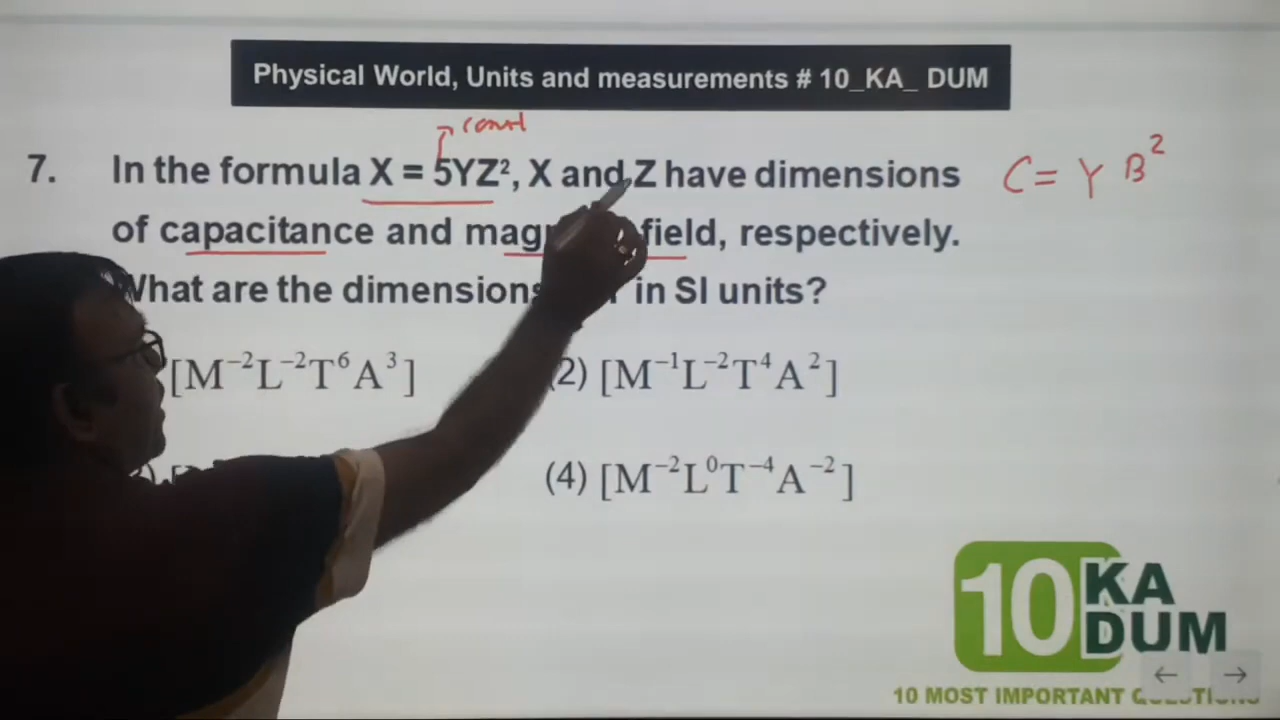 Physical World, Units and measurements # 10_KA_ DUM
const
7. In the formula X = 5YZ², X and Z have dimensions
C = Y B²
of capacitance and field, respectively.
What are the dimensions in SI units?
[M⁻²L⁻²T⁶A³]
(2) [M⁻¹L⁻²T⁴A²]
(4) [M⁻²L⁰T⁻⁴A⁻²]
10 KA
DUM
10 MOST IMPORTANT